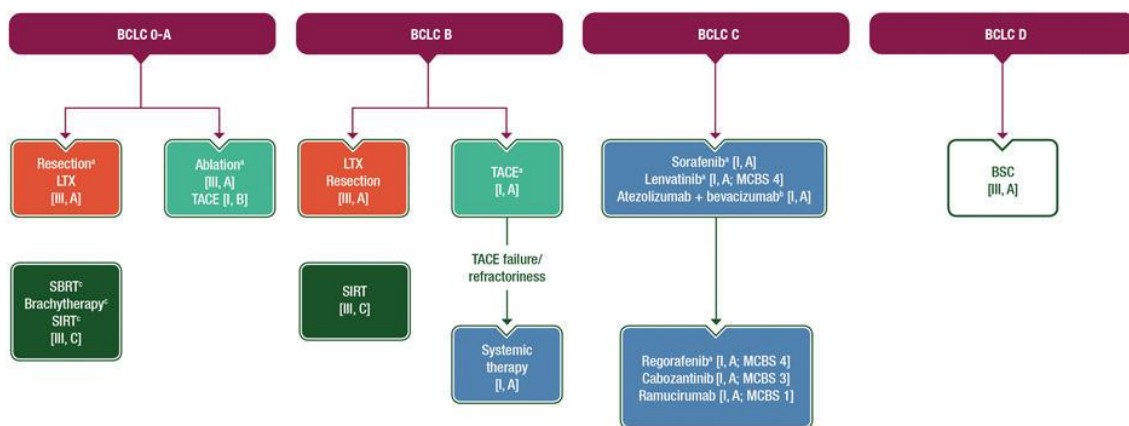 BCLC 0-A
BCLC B
BCLC C
BCLC D
Resectionᵃ
LTX
[III, A]
Ablationᵃ
[III, A]
TACE [I, B]
LTX
Resection
[III, A]
TACEᵃ
[I, A]
Sorafenibᵃ [I, A]
Lenvatinibᵃ [I, A; MCBS 4]
Atezolizumab + bevacizumabᵇ [I, A]
BSC
[III, A]
SBRTᶜ
Brachytherapyᶜ
SIRTᶜ
[III, C]
SIRT
[III, C]
TACE failure/
refractoriness
Systemic
therapy
[I, A]
Regorafenibᵃ [I, A; MCBS 4]
Cabozantinib [I, A; MCBS 3]
Ramucirumab [I, A; MCBS 1]